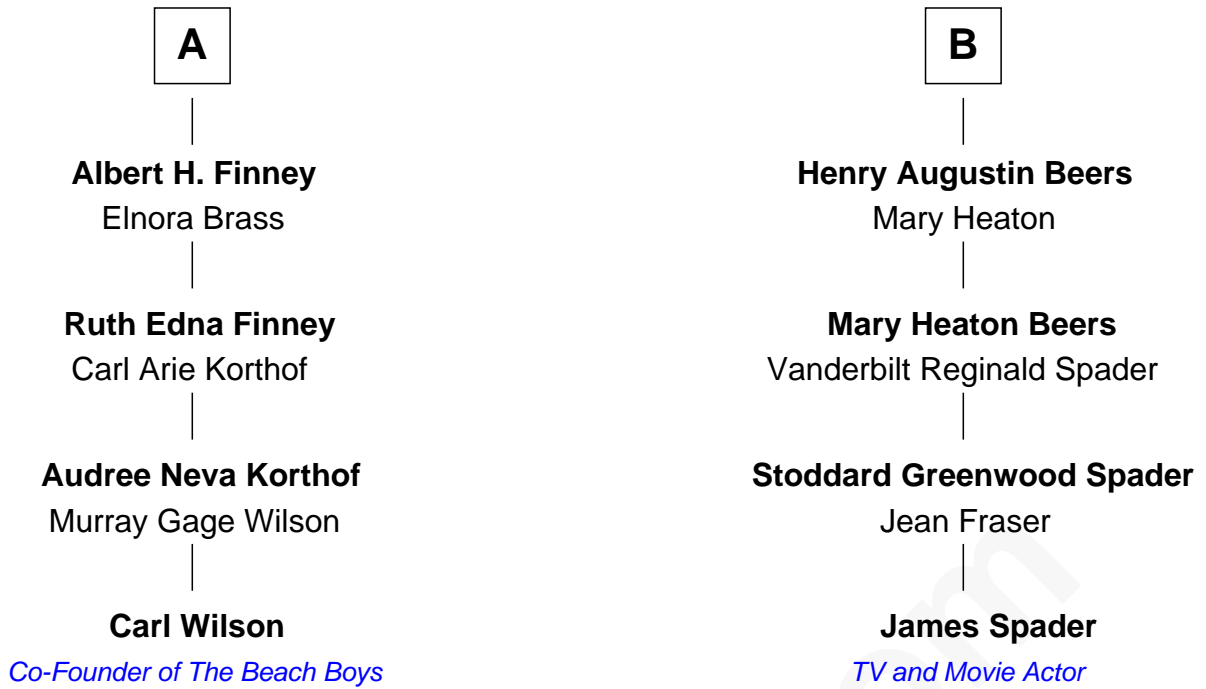 A
Albert H. Finney
Elnora Brass
Ruth Edna Finney
Carl Arie Korthof
Audree Neva Korthof
Murray Gage Wilson
Carl Wilson
Co-Founder of The Beach Boys
B
Henry Augustin Beers
Mary Heaton
Mary Heaton Beers
Vanderbilt Reginald Spader
Stoddard Greenwood Spader
Jean Fraser
James Spader
TV and Movie Actor